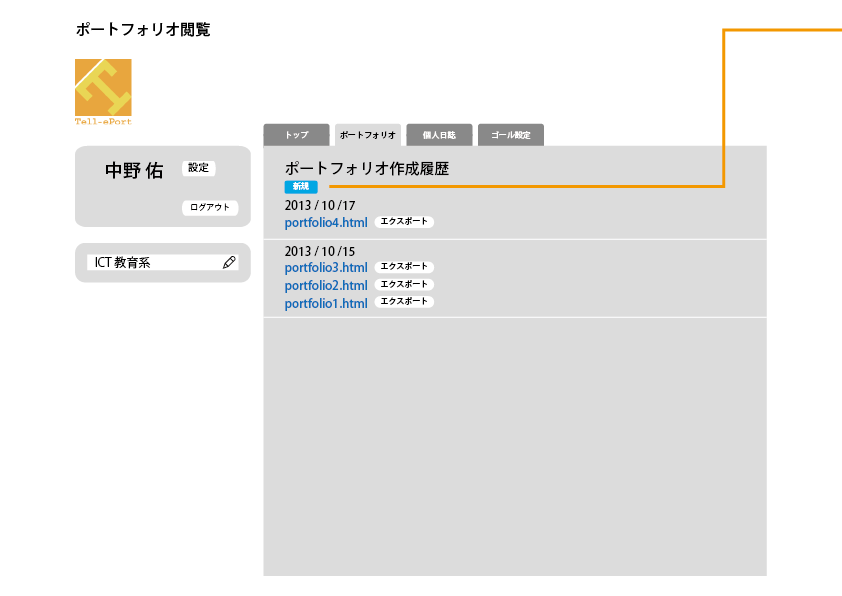 ポートフォリオ閲覧
Tell-ePort
トップ ポートフォリオ 個人日誌 ゴール設定
中野 佑 設定
ログアウト
ICT 教育系
ポートフォリオ作成履歴
新規
2013 / 10 /17
portfolio4.html エクスポート
2013 / 10 /15
portfolio3.html エクスポート
portfolio2.html エクスポート
portfolio1.html エクスポート